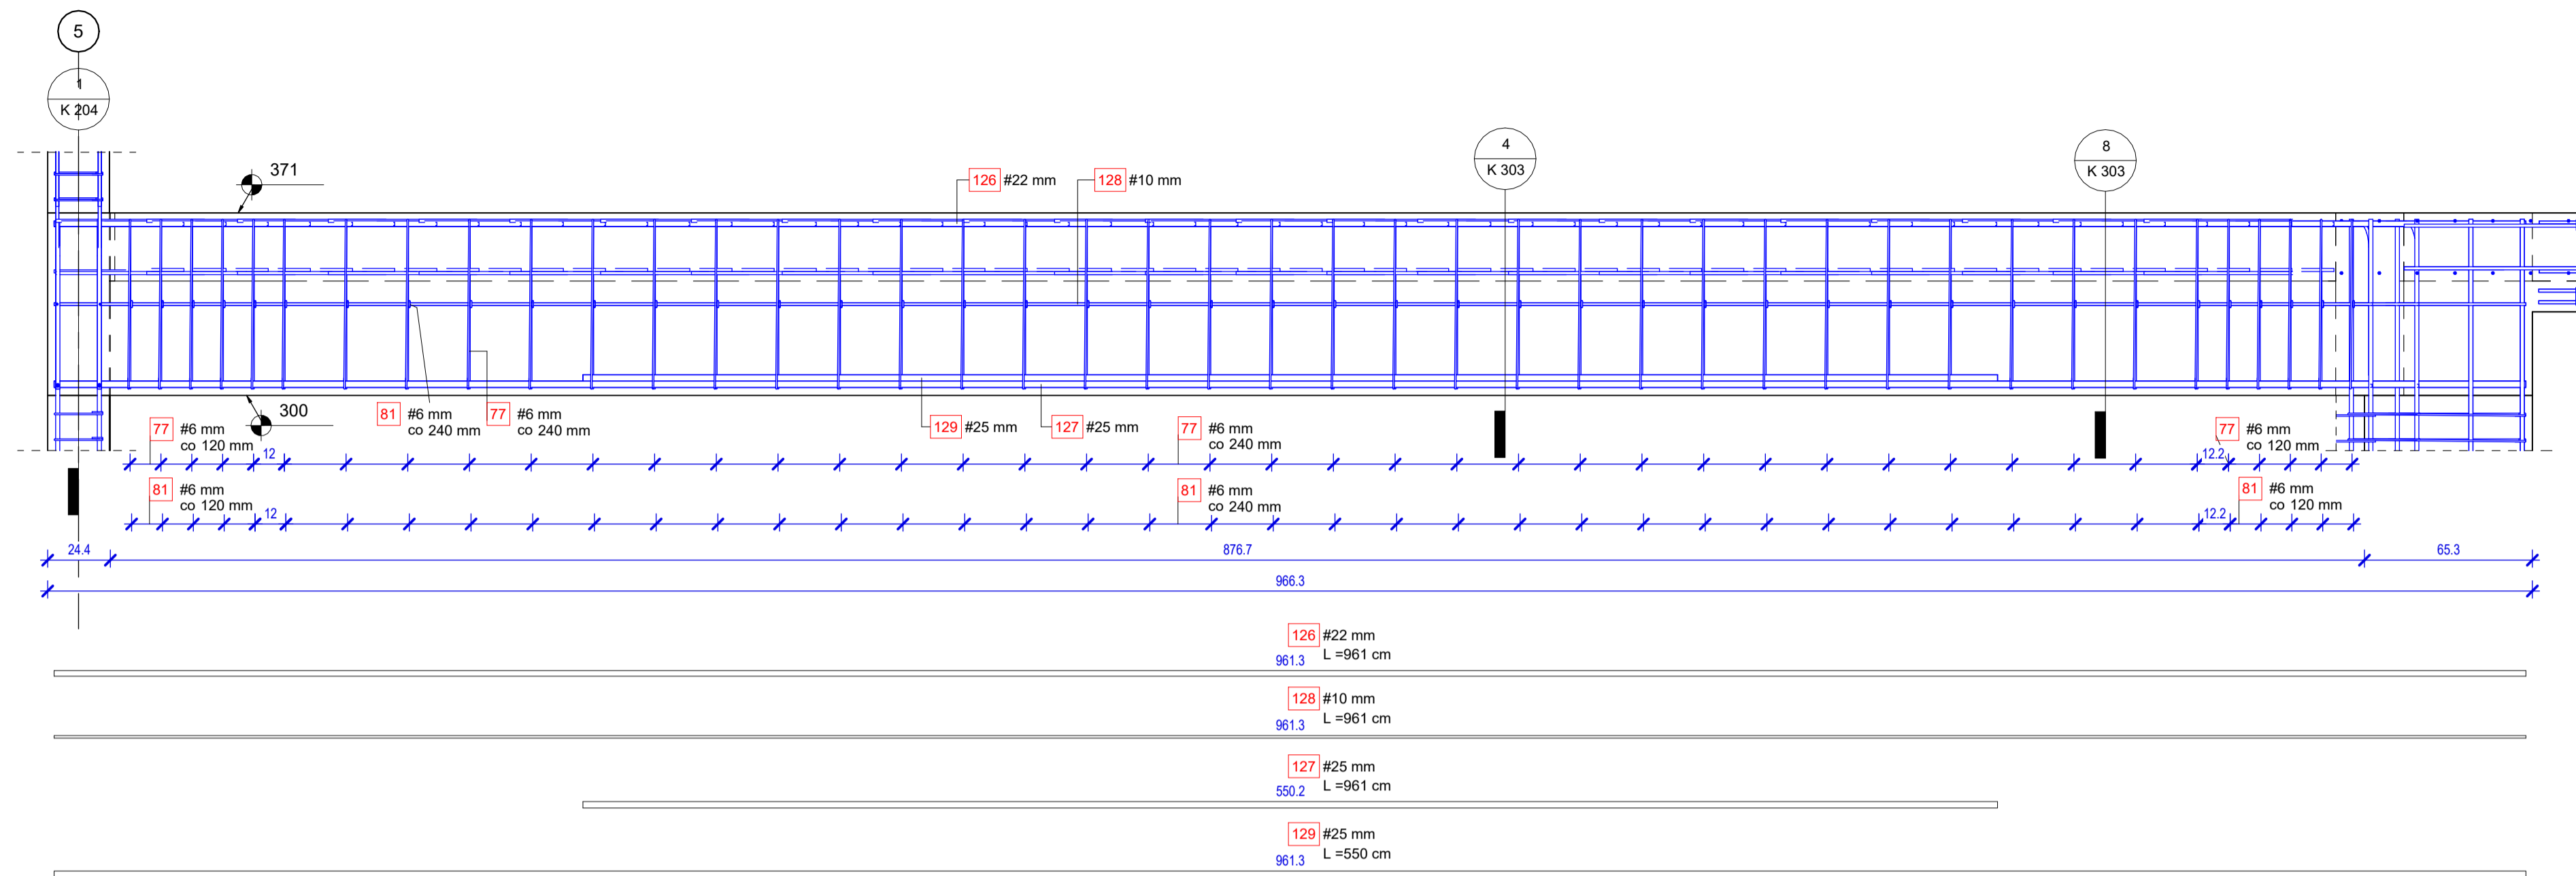 5
1
K 204
371
126 #22 mm
128 #10 mm
4
K 303
8
K 303
300
81 #6 mm
co 240 mm
77 #6 mm
co 240 mm
129 #25 mm
127 #25 mm
77 #6 mm
co 120 mm
12
77 #6 mm
co 240 mm
77 #6 mm
co 120 mm
12.2
81 #6 mm
co 120 mm
12
81 #6 mm
co 240 mm
81 #6 mm
co 120 mm
12.2
24.4
876.7
65.3
966.3
126 #22 mm
L =961 cm
961.3
128 #10 mm
L =961 cm
961.3
127 #25 mm
L =961 cm
550.2
129 #25 mm
L =550 cm
961.3